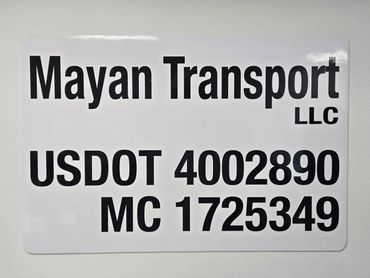 Mayan Transport
LLC
USDOT 4002890
MC 1725349